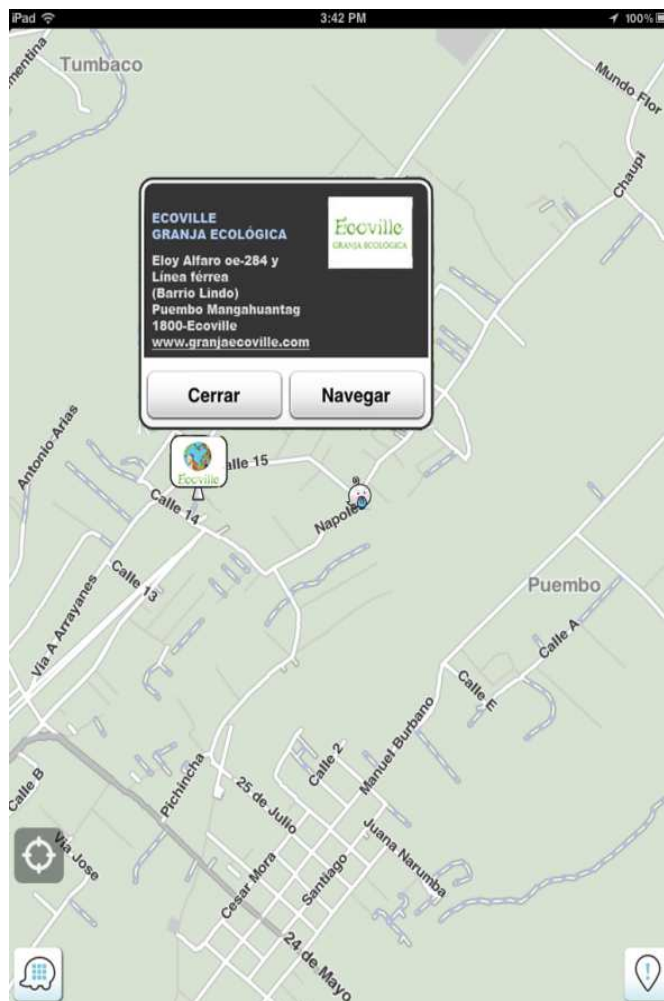 iPad
3:42 PM
100%
Tumbaco
Mundo Flor
Chaupi
ECOVILLE
GRANJA ECOLÓGICA
Ecoville
GRANJA ECOLÓGICA
Eloy Alfaro oe-284 y
Línea férrea
(Barrio Lindo)
Puembo Mangahuantag
1800-Ecoville
www.granjaecoville.com
Cerrar
Navegar
Antonio Arias
Ecoville
alle 15
Calle 14
Calle 13
Via A Arrayanes
Puembo
Calle A
Calle E
Manuel Burbano
Calle 2
Pichincha
25 de Julio
Calle B
Via Jose
Juana Narumba
Cesar Mora
Santiago
24 de Mayo